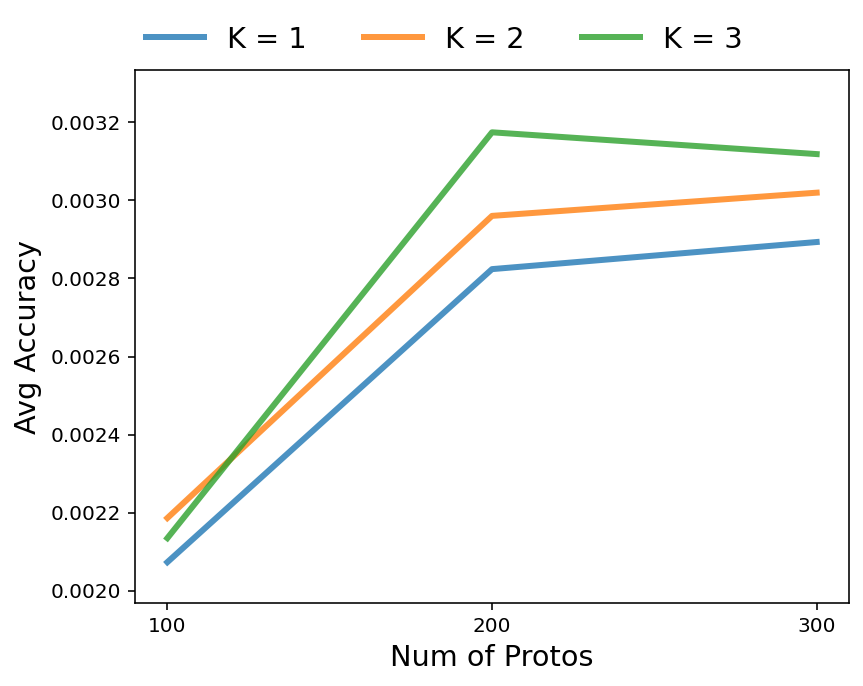 K = 1 K = 2 K = 3
0.0032
0.0030
0.0028
0.0026
0.0024
0.0022
0.0020
Avg Accuracy
100 200 300
Num of Protos